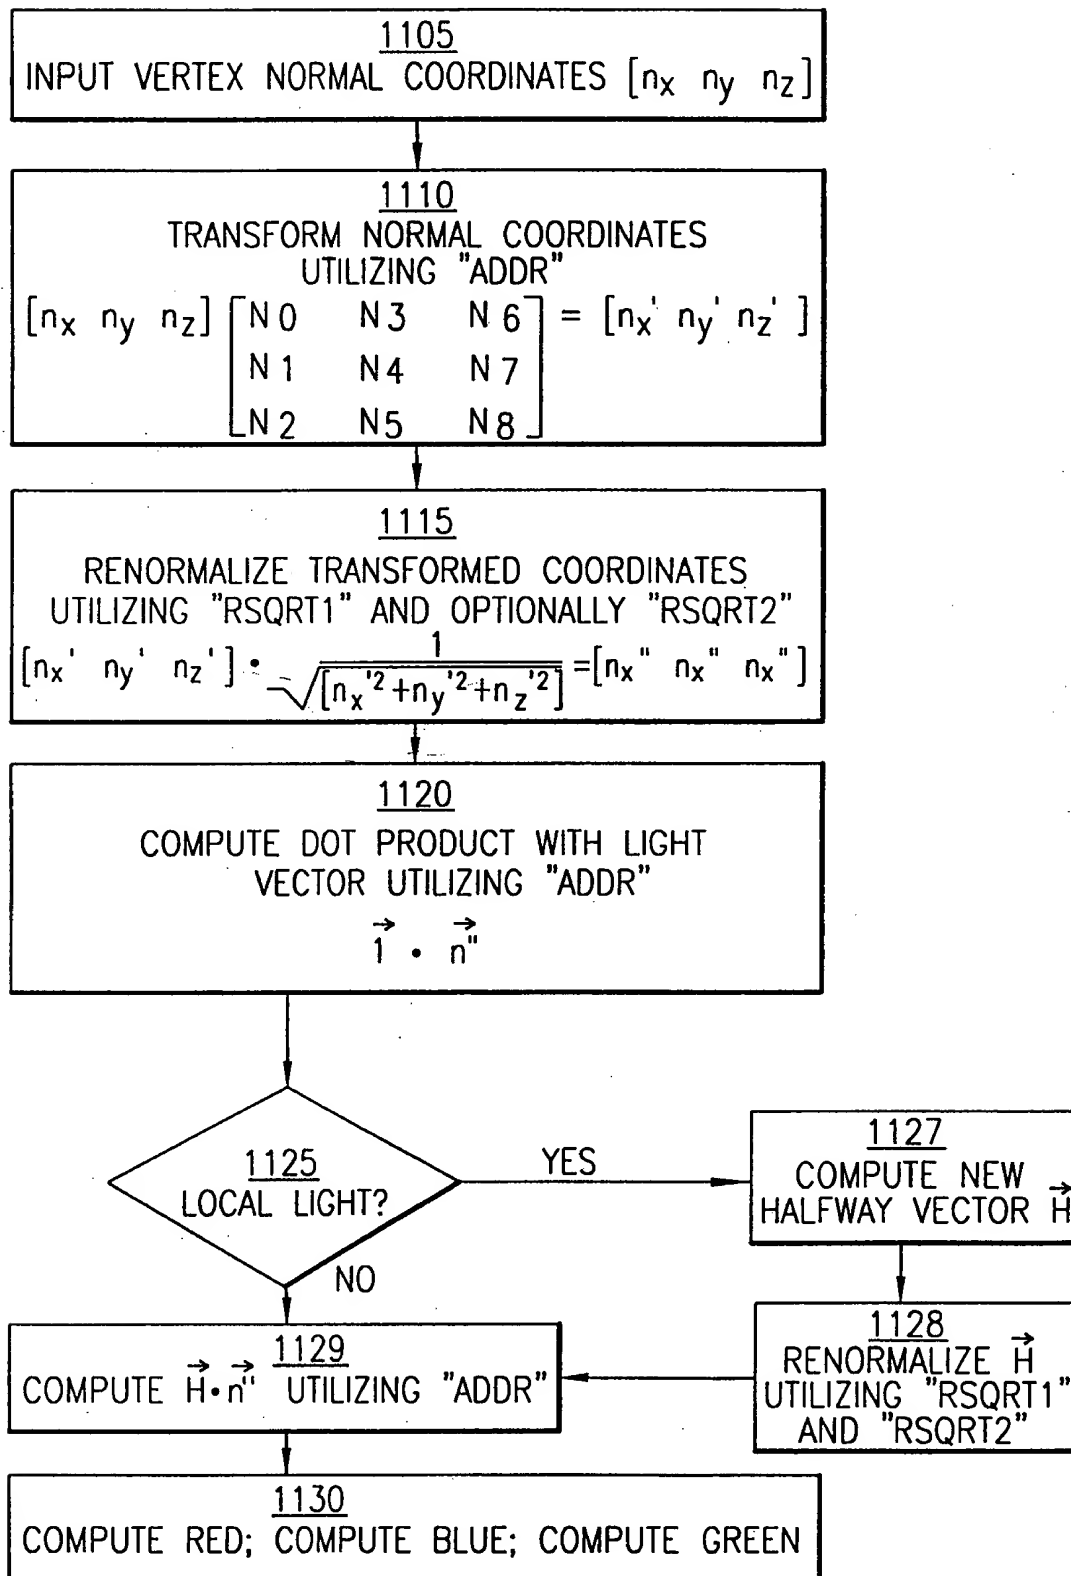 1105
INPUT VERTEX NORMAL COORDINATES [nx ny nz]
1110
TRANSFORM NORMAL COORDINATES
UTILIZING "ADDR"
[nx ny nz] [N0 N3 N6] = [nx' ny' nz']
N1 N4 N7
N2 N5 N8
1115
RENORMALIZE TRANSFORMED COORDINATES
UTILIZING "RSQRT1" AND OPTIONALLY "RSQRT2"
[nx' ny' nz'] • 1 / √[nx'² + ny'² + nz'²] = [nx" nx" nx"]
1120
COMPUTE DOT PRODUCT WITH LIGHT
VECTOR UTILIZING "ADDR"
1⃗ • n⃗"
1125
LOCAL LIGHT?
YES
1127
COMPUTE NEW
HALFWAY VECTOR H⃗
NO
1128
RENORMALIZE H⃗
UTILIZING "RSQRT1"
AND "RSQRT2"
1129
COMPUTE H⃗•n⃗" UTILIZING "ADDR"
1130
COMPUTE RED; COMPUTE BLUE; COMPUTE GREEN